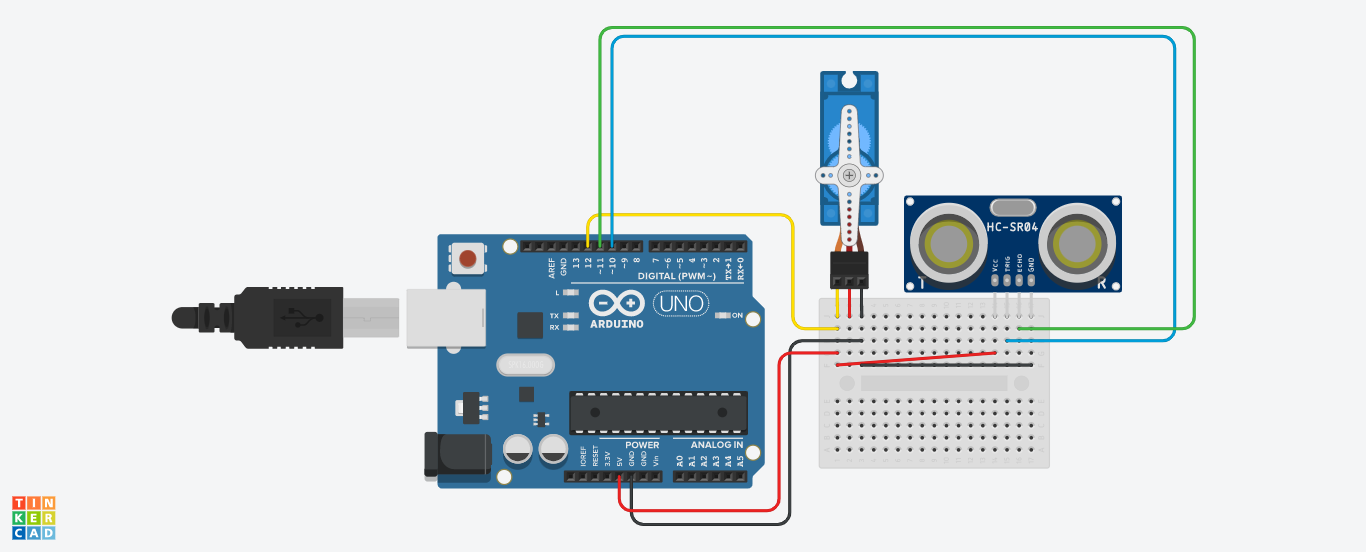 HC-SR04
VCC
TRIG
ECHO
GND
T
R
AREF
GND
13
12
~11
~10
~9
8
7
~6
~5
4
~3
2
TX→1
RX←0
DIGITAL (PWM~)
L
TX
RX
ARDUINO
UNO
ON
POWER
ANALOG IN
IOREF
RESET
3.3V
5V
GND
GND
Vin
A0
A1
A2
A3
A4
A5
TIN
KER
CAD